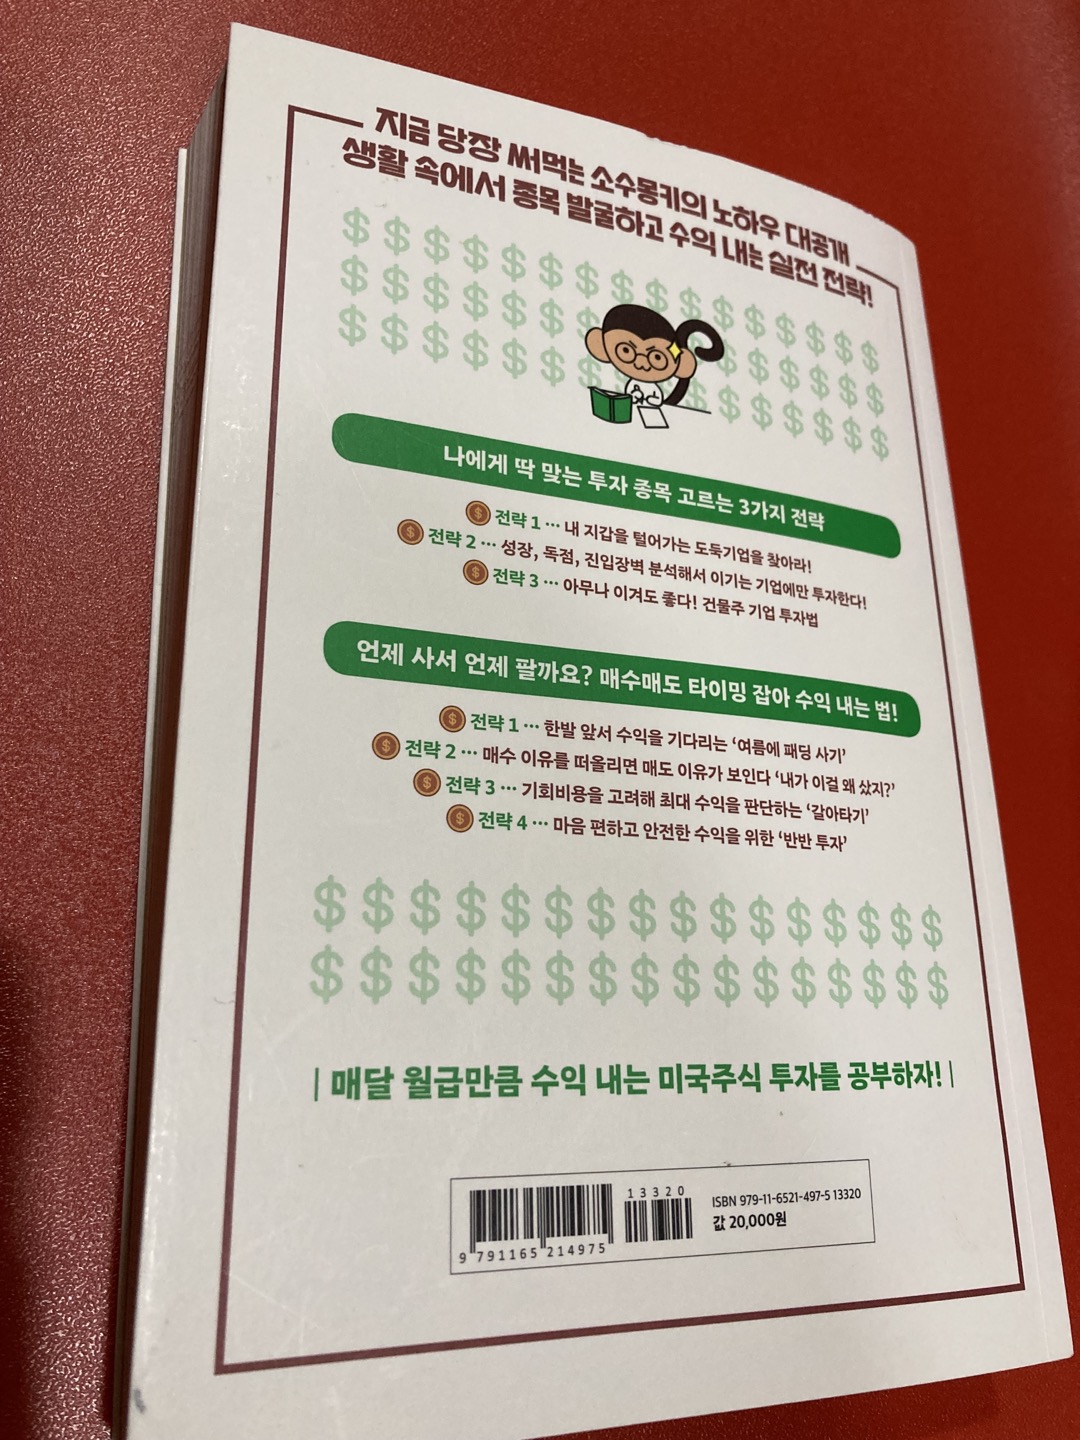 지금 당장 써먹는 소수몽키의 노하우 대공개
생활 속에서 종목 발굴하고 수익 내는 실전 전략!
나에게 딱 맞는 투자 종목 고르는 3가지 전략
전략 1 ··· 내 지갑을 털어가는 도둑기업을 찾아라!
전략 2 ··· 성장, 독점, 진입장벽 분석해서 이기는 기업에만 투자한다!
전략 3 ··· 아무나 이겨도 좋다! 건물주 기업 투자법
언제 사서 언제 팔까요? 매수매도 타이밍 잡아 수익 내는 법!
전략 1 ··· 한발 앞서 수익을 기다리는 ‘여름에 패딩 사기’
전략 2 ··· 매수 이유를 떠올리면 매도 이유가 보인다 ‘내가 이걸 왜 샀지?’
전략 3 ··· 기회비용을 고려해 최대 수익을 판단하는 ‘갈아타기’
전략 4 ··· 마음 편하고 안전한 수익을 위한 ‘반반 투자’
| 매달 월급만큼 수익 내는 미국주식 투자를 공부하자! |
13320
9 791165 214975
ISBN 979-11-6521-497-5 13320
값 20,000원